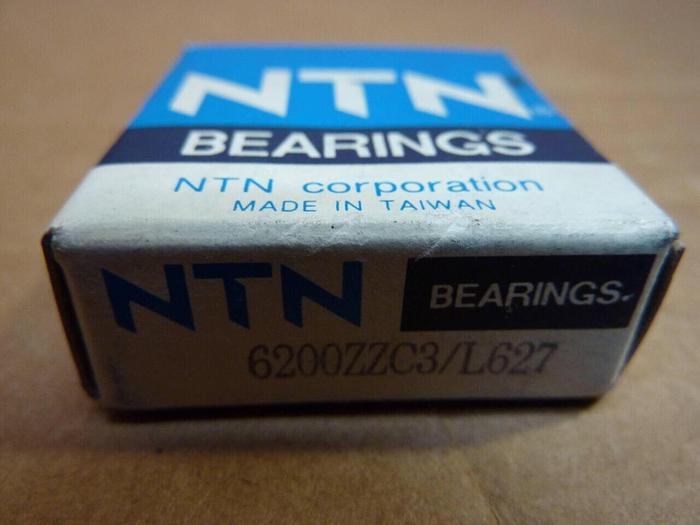 NTN
BEARINGS
NTN corporation
MADE IN TAIWAN
NTN BEARINGS
6200ZZC3/L627